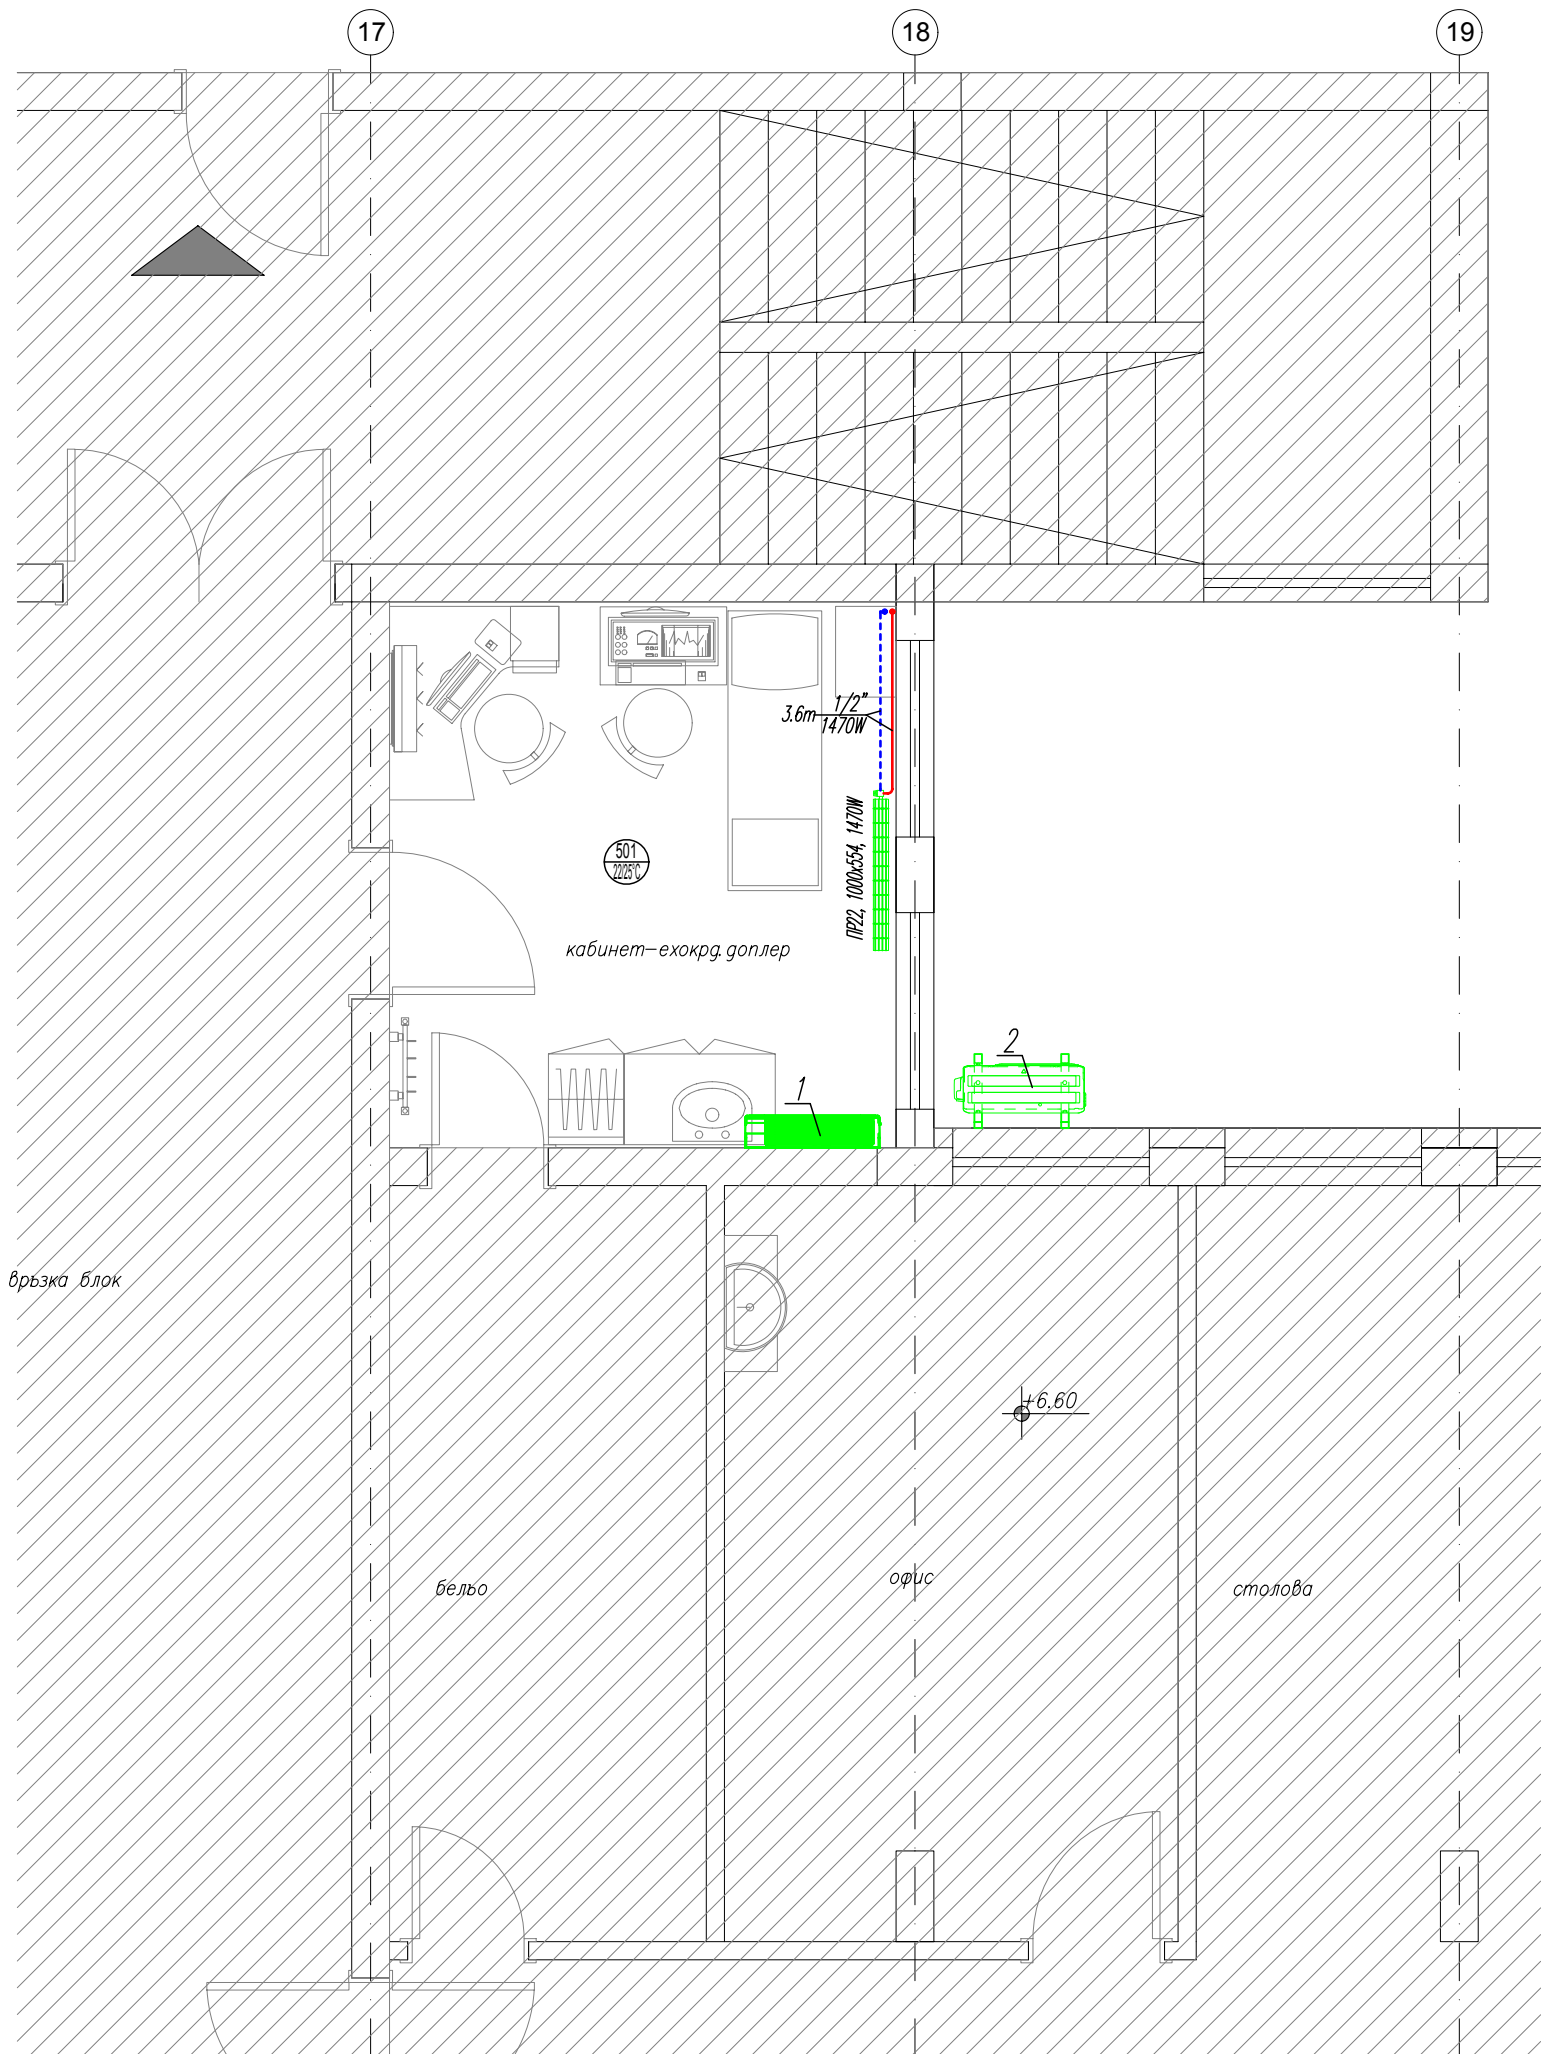 17
18
19
1/2"
3.6m
1470W
ПР22, 1000x554, 1470W
501
22/25°C
кабинет-ехокрд.доплер
2
1
връзка блок
+6.60
бельо
офис
столова